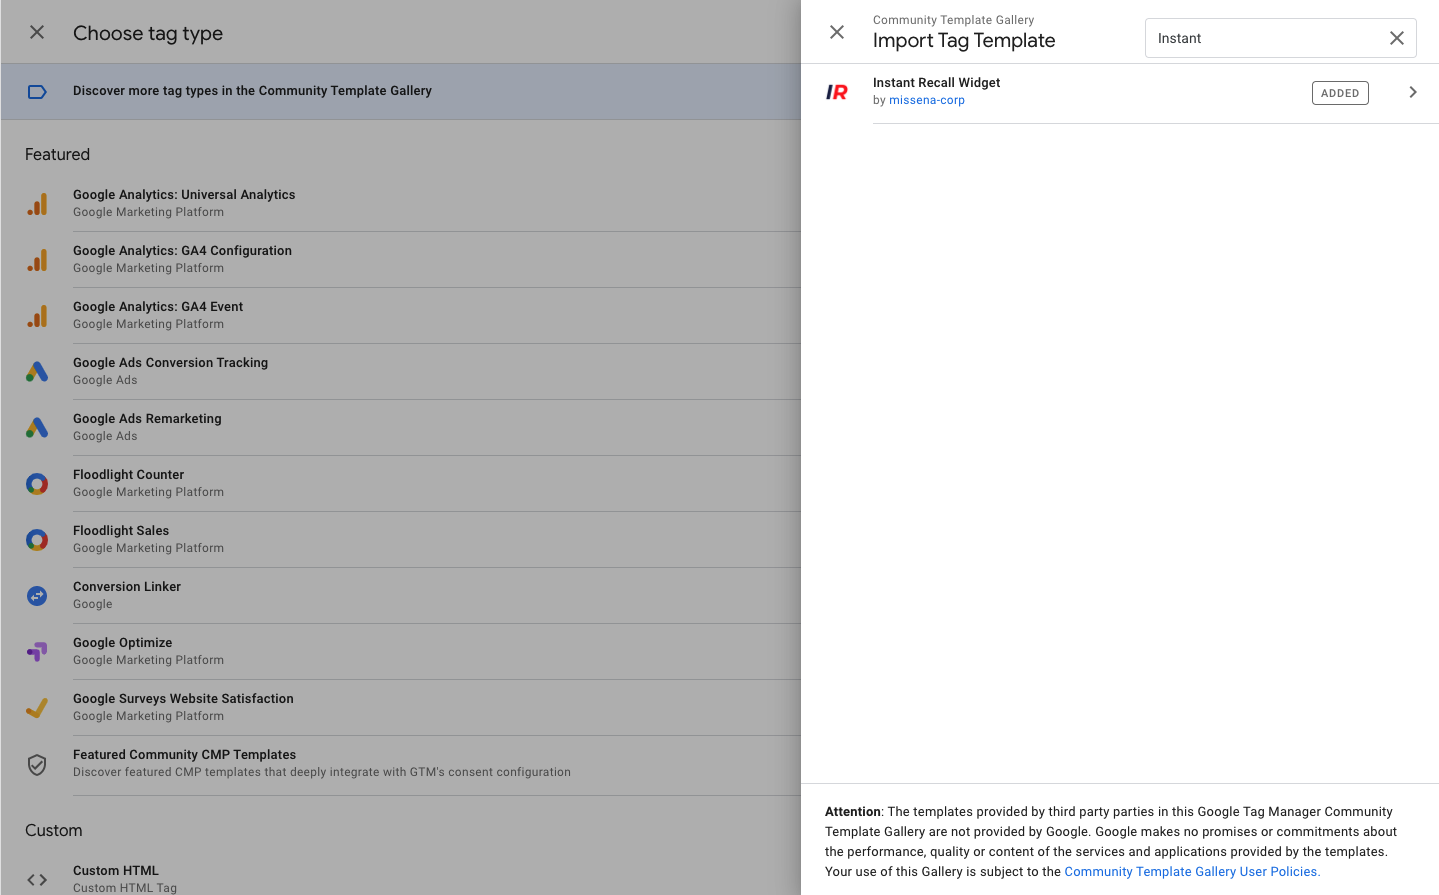 Choose tag type
Discover more tag types in the Community Template Gallery
Featured
Google Analytics: Universal Analytics
Google Marketing Platform
Google Analytics: GA4 Configuration
Google Marketing Platform
Google Analytics: GA4 Event
Google Marketing Platform
Google Ads Conversion Tracking
Google Ads
Google Ads Remarketing
Google Ads
Floodlight Counter
Google Marketing Platform
Floodlight Sales
Google Marketing Platform
Conversion Linker
Google
Google Optimize
Google Marketing Platform
Google Surveys Website Satisfaction
Google Marketing Platform
Featured Community CMP Templates
Discover featured CMP templates that deeply integrate with GTM's consent configuration
Custom
Custom HTML
Custom HTML Tag
Community Template Gallery
Import Tag Template
Instant
IR
Instant Recall Widget
by missena-corp
ADDED
Attention: The templates provided by third party parties in this Google Tag Manager Community
Template Gallery are not provided by Google. Google makes no promises or commitments about
the performance, quality or content of the services and applications provided by the templates.
Your use of this Gallery is subject to the Community Template Gallery User Policies.